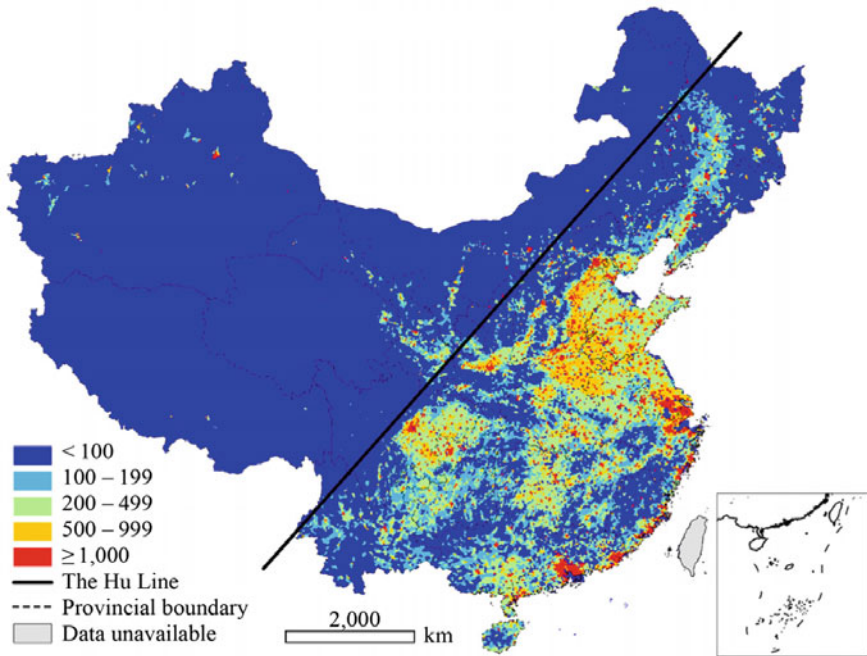 < 100
100 – 199
200 – 499
500 – 999
≥ 1,000
The Hu Line
Provincial boundary
Data unavailable
2,000
km